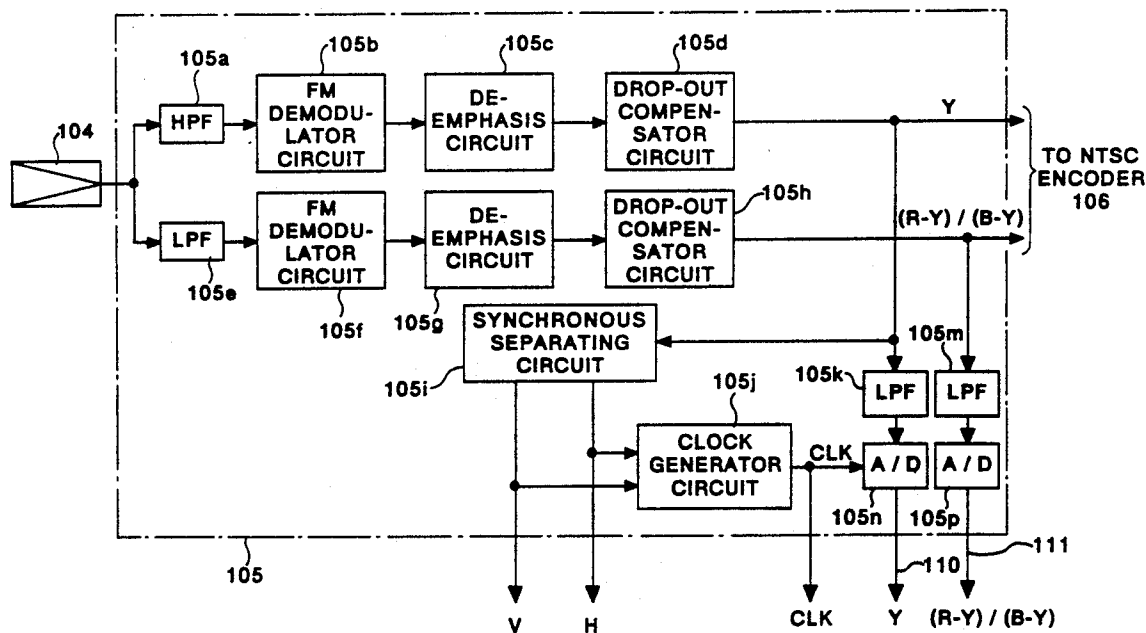 105a
105b
105c
105d
104
HPF
FM
DEMODU-
LATOR
CIRCUIT
DE-
EMPHASIS
CIRCUIT
DROP-OUT
COMPEN-
SATOR
CIRCUIT
Y
TO NTSC
ENCODER
106
LPF
FM
DEMODU-
LATOR
CIRCUIT
DE-
EMPHASIS
CIRCUIT
DROP-OUT
COMPEN-
SATOR
CIRCUIT
105h
(R-Y) / (B-Y)
105e
105f
105g
SYNCHRONOUS
SEPARATING
CIRCUIT
105i
105j
105k
105m
LPF
LPF
CLOCK
GENERATOR
CIRCUIT
CLK
A / D
A / D
105n
105p
105
110
111
V
H
CLK
Y
(R-Y) / (B-Y)